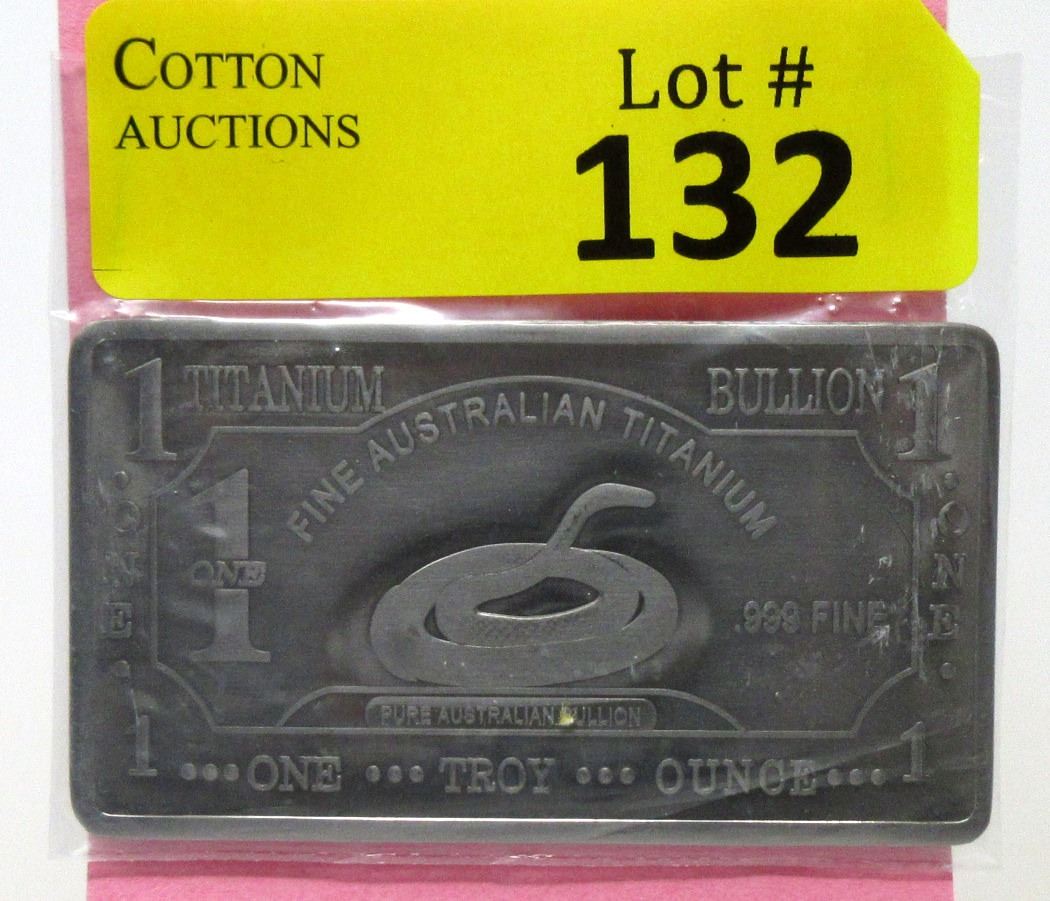 COTTON
AUCTIONS
Lot #
132
1 TITANIUM BULLION 1
FINE AUSTRALIAN TITANIUM
1
ONE
1
.999 FINE
ONE
ONE
PURE AUSTRALIAN BULLION
1 •••ONE ••• TROY ••• OUNCE••• 1